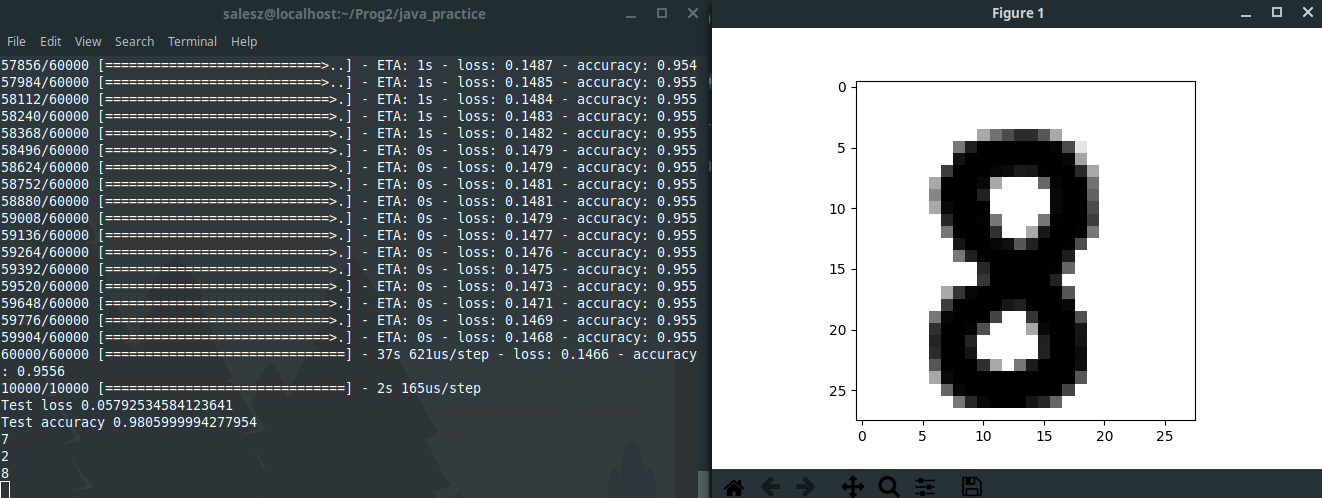 salesz@localhost:~/Prog2/java_practice
File Edit View Search Terminal Help
57856/60000 [===========================>..] - ETA: 1s - loss: 0.1487 - accuracy: 0.954
57984/60000 [===========================>..] - ETA: 1s - loss: 0.1485 - accuracy: 0.955
58112/60000 [============================>.] - ETA: 1s - loss: 0.1484 - accuracy: 0.955
58240/60000 [============================>.] - ETA: 1s - loss: 0.1483 - accuracy: 0.955
58368/60000 [============================>.] - ETA: 1s - loss: 0.1482 - accuracy: 0.955
58496/60000 [============================>.] - ETA: 0s - loss: 0.1479 - accuracy: 0.955
58624/60000 [============================>.] - ETA: 0s - loss: 0.1479 - accuracy: 0.955
58752/60000 [============================>.] - ETA: 0s - loss: 0.1481 - accuracy: 0.955
58880/60000 [============================>.] - ETA: 0s - loss: 0.1481 - accuracy: 0.955
59008/60000 [============================>.] - ETA: 0s - loss: 0.1479 - accuracy: 0.955
59136/60000 [============================>.] - ETA: 0s - loss: 0.1477 - accuracy: 0.955
59264/60000 [============================>.] - ETA: 0s - loss: 0.1476 - accuracy: 0.955
59392/60000 [============================>.] - ETA: 0s - loss: 0.1475 - accuracy: 0.955
59520/60000 [============================>.] - ETA: 0s - loss: 0.1473 - accuracy: 0.955
59648/60000 [============================>.] - ETA: 0s - loss: 0.1471 - accuracy: 0.955
59776/60000 [============================>.] - ETA: 0s - loss: 0.1469 - accuracy: 0.955
59904/60000 [============================>.] - ETA: 0s - loss: 0.1468 - accuracy: 0.955
60000/60000 [==============================] - 37s 621us/step - loss: 0.1466 - accuracy
: 0.9556
10000/10000 [==============================] - 2s 165us/step
Test loss 0.05792534584123641
Test accuracy 0.9805999994277954
7
2
8
Figure 1
0
5
10
15
20
25
0 5 10 15 20 25
8